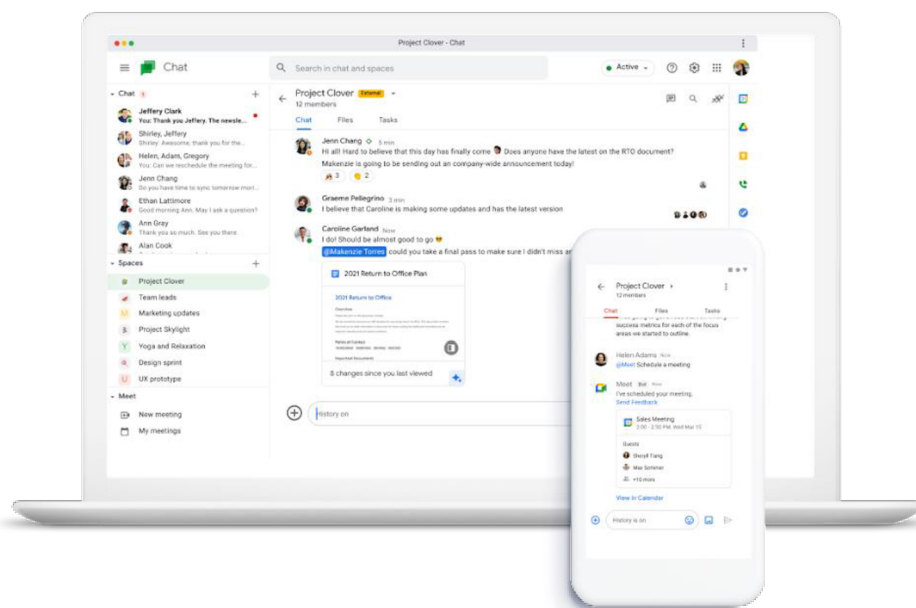 Project Clover - Chat
Chat
Search in chat and spaces
Active
Chat
Jeffery Clark
You: Thank you Jeffery. The newsle...
Shirley, Jeffery
Shirley: Awesome, thank you for the...
Helen, Adam, Gregory
You: Can we reschedule the meeting for...
Jenn Chang
Do you have time to sync tomorrow mori...
Ethan Lattimore
Good morning Ann. May I ask a question?
Ann Gray
Thank you so much. See you there.
Alan Cook
Spaces
Project Clover
Team leads
M Marketing updates
S Project Skylight
Y Yoga and Relaxation
Design sprint
U UX prototype
Meet
New meeting
My meetings
Project Clover External
12 members
Chat Files Tasks
Jenn Chang 5 min
Hi all! Hard to believe that this day has finally come Does anyone have the latest on the RTO document?
Makenzie is going to be sending out an company-wide announcement today!
3 2
Graeme Pellegrino 3 min
I believe that Caroline is making some updates and has the latest version
Caroline Garland Now
I do! Should be almost good to go
@Makenzie Torres could you take a final pass to make sure I didn't miss
2021 Return to Office Plan
2021 Return to Office
Overview
Points of Contact
Important Documents
8 changes since you last viewed
History on
Project Clover
12 members
Chat Files Tasks
success metrics for each of the focus
areas we started to outline.
Helen Adams Now
@Meet Schedule a meeting
Meet Bot Now
I've scheduled your meeting.
Send Feedback
Sales Meeting
Guests
Sheryll Tiang
+10 more
View in Calendar
History is on